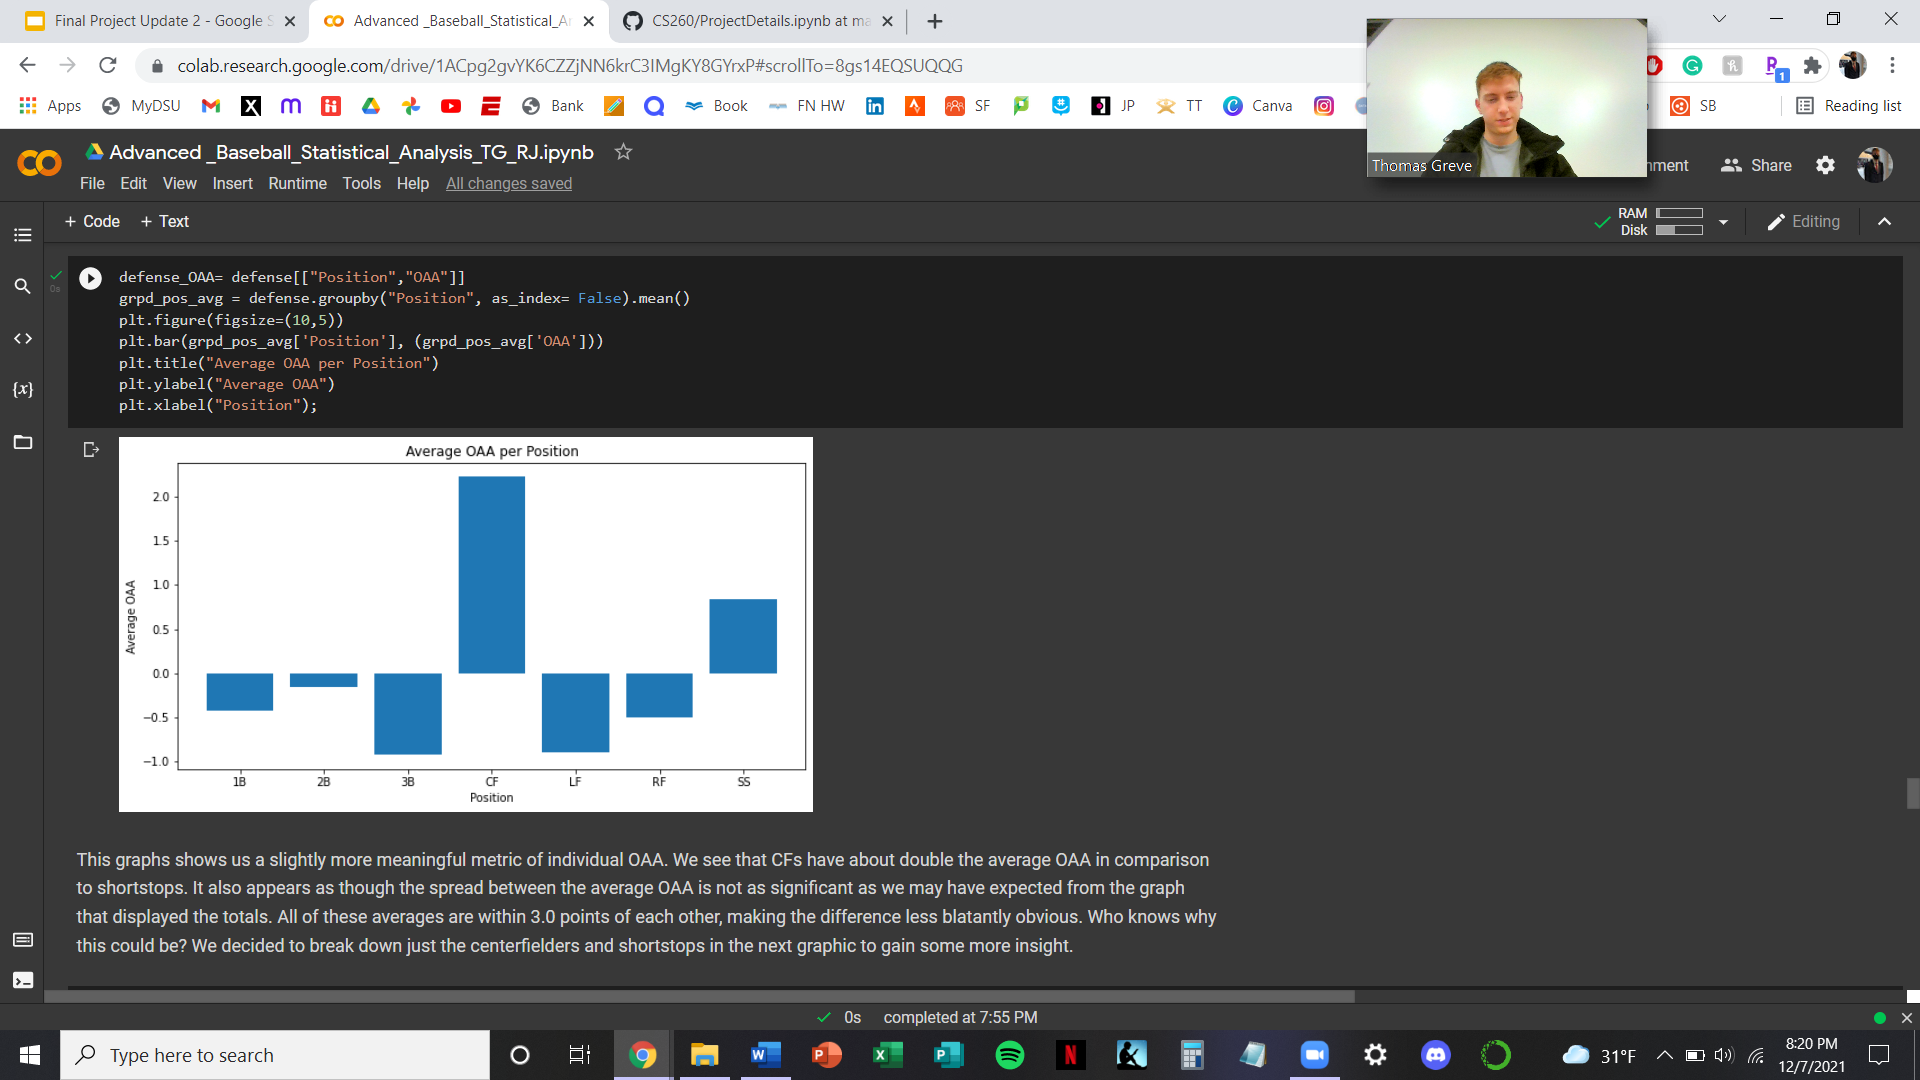 Final Project Update 2 - Google S
Advanced _Baseball_Statistical_A
CS260/ProjectDetails.ipynb at ma
colab.research.google.com/drive/1ACpg2gvYK6CZZjNN6krC3IMgKY8GYrxP#scrollTo=8gs14EQSUQQG
1
Apps
MyDSU
Bank
Book
FN HW
SF
JP
TT
Canva
SB
Reading list
Thomas Greve
Advanced _Baseball_Statistical_Analysis_TG_RJ.ipynb
mment
Share
File Edit View Insert Runtime Tools Help All changes saved
+ Code + Text
RAM
Disk
Editing
0s
defense_OAA= defense[["Position","OAA"]]
grpd_pos_avg = defense.groupby("Position", as_index= False).mean()
plt.figure(figsize=(10,5))
plt.bar(grpd_pos_avg['Position'], (grpd_pos_avg['OAA']))
plt.title("Average OAA per Position")
plt.ylabel("Average OAA")
plt.xlabel("Position");
Average OAA per Position
2.0
1.5
1.0
0.5
0.0
−0.5
−1.0
Average OAA
1B 2B 3B CF LF RF SS
Position
This graphs shows us a slightly more meaningful metric of individual OAA. We see that CFs have about double the average OAA in comparison
to shortstops. It also appears as though the spread between the average OAA is not as significant as we may have expected from the graph
that displayed the totals. All of these averages are within 3.0 points of each other, making the difference less blatantly obvious. Who knows why
this could be? We decided to break down just the centerfielders and shortstops in the next graphic to gain some more insight.
0s completed at 7:55 PM
Type here to search
31°F
8:20 PM
12/7/2021